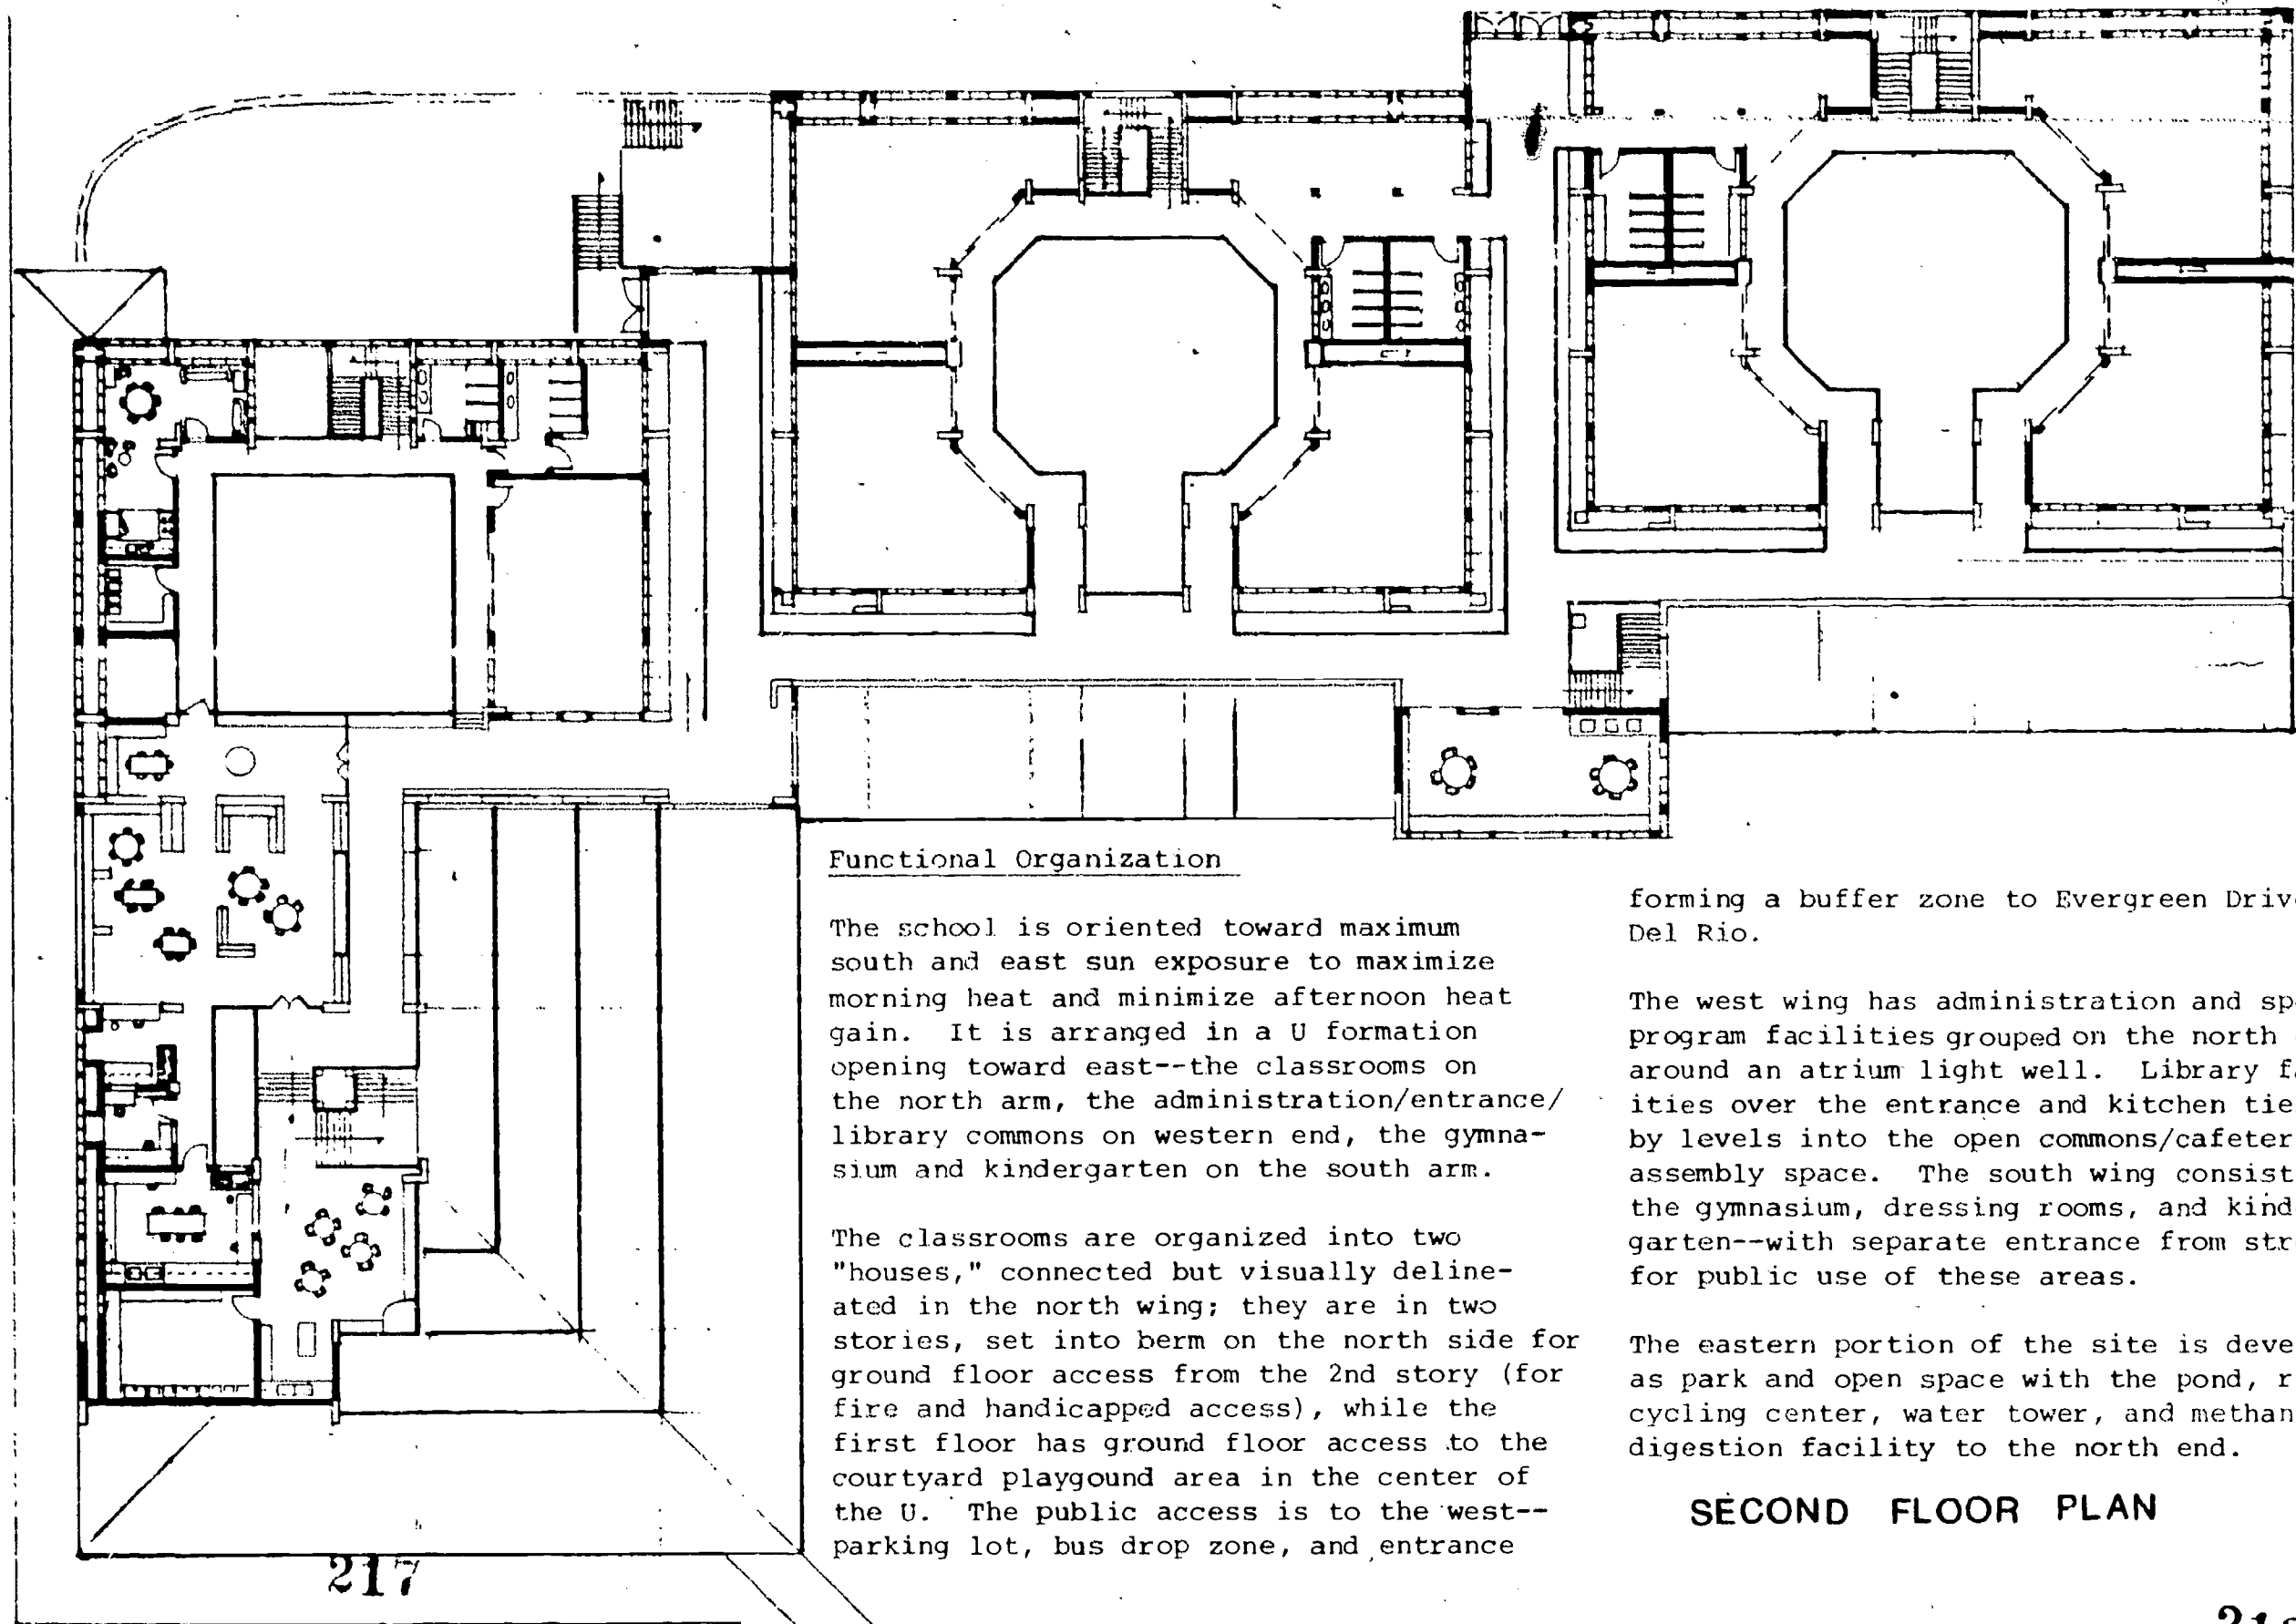 Functional Organization
The school is oriented toward maximum
south and east sun exposure to maximize
morning heat and minimize afternoon heat
gain. It is arranged in a U formation
opening toward east--the classrooms on
the north arm, the administration/entrance/
library commons on western end, the gymna-
sium and kindergarten on the south arm.
The classrooms are organized into two
"houses," connected but visually deline-
ated in the north wing; they are in two
stories, set into berm on the north side for
ground floor access from the 2nd story (for
fire and handicapped access), while the
first floor has ground floor access to the
courtyard playgound area in the center of
the U. The public access is to the west--
parking lot, bus drop zone, and entrance
forming a buffer zone to Evergreen Driv
Del Rio.
The west wing has administration and sp
program facilities grouped on the north
around an atrium light well. Library f
ities over the entrance and kitchen tie
by levels into the open commons/cafeter
assembly space. The south wing consist
the gymnasium, dressing rooms, and kind
garten--with separate entrance from str
for public use of these areas.
The eastern portion of the site is deve
as park and open space with the pond, r
cycling center, water tower, and methan
digestion facility to the north end.
SECOND FLOOR PLAN
217